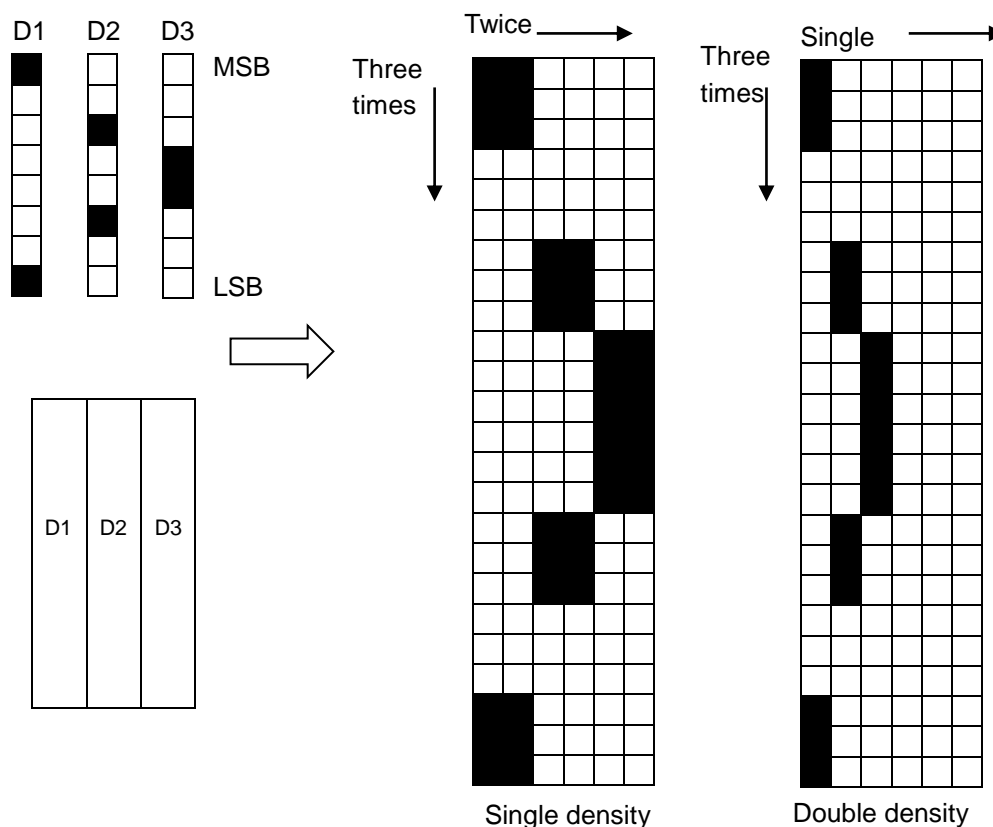 D1 D2 D3
MSB
LSB
D1 D2 D3
Twice
Three
times
Single density
Single
Three
times
Double density